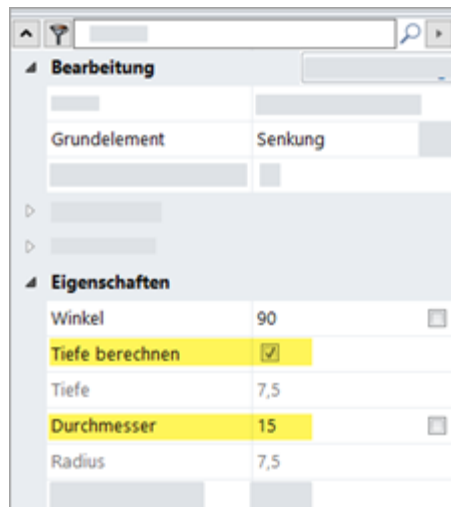 Bearbeitung
Grundelement Senkung
Eigenschaften
Winkel 90
Tiefe berechnen
Tiefe 7,5
Durchmesser 15
Radius 7,5